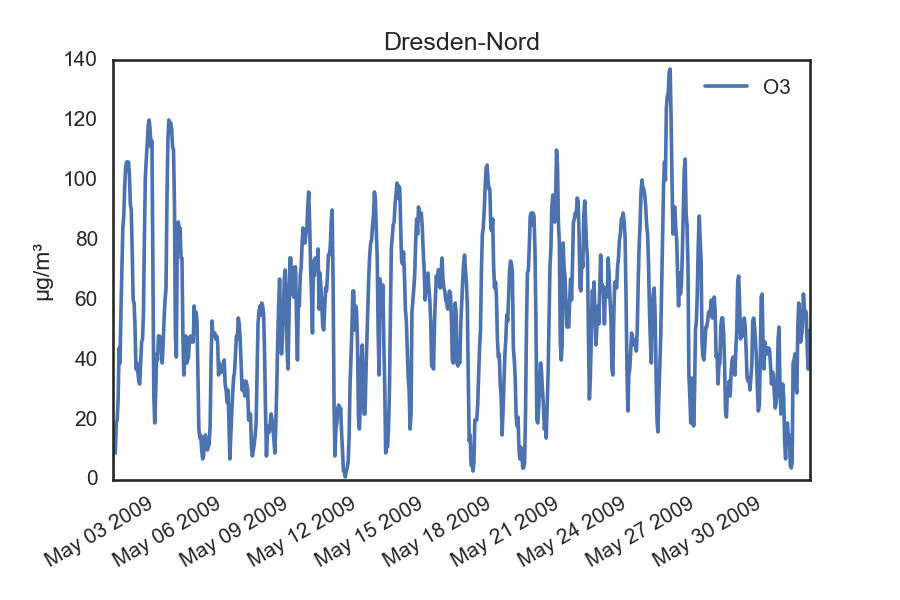 Dresden-Nord
140
120
100
80
60
40
20
0
µg/m³
O3
May 03 2009
May 06 2009
May 09 2009
May 12 2009
May 15 2009
May 18 2009
May 21 2009
May 24 2009
May 27 2009
May 30 2009